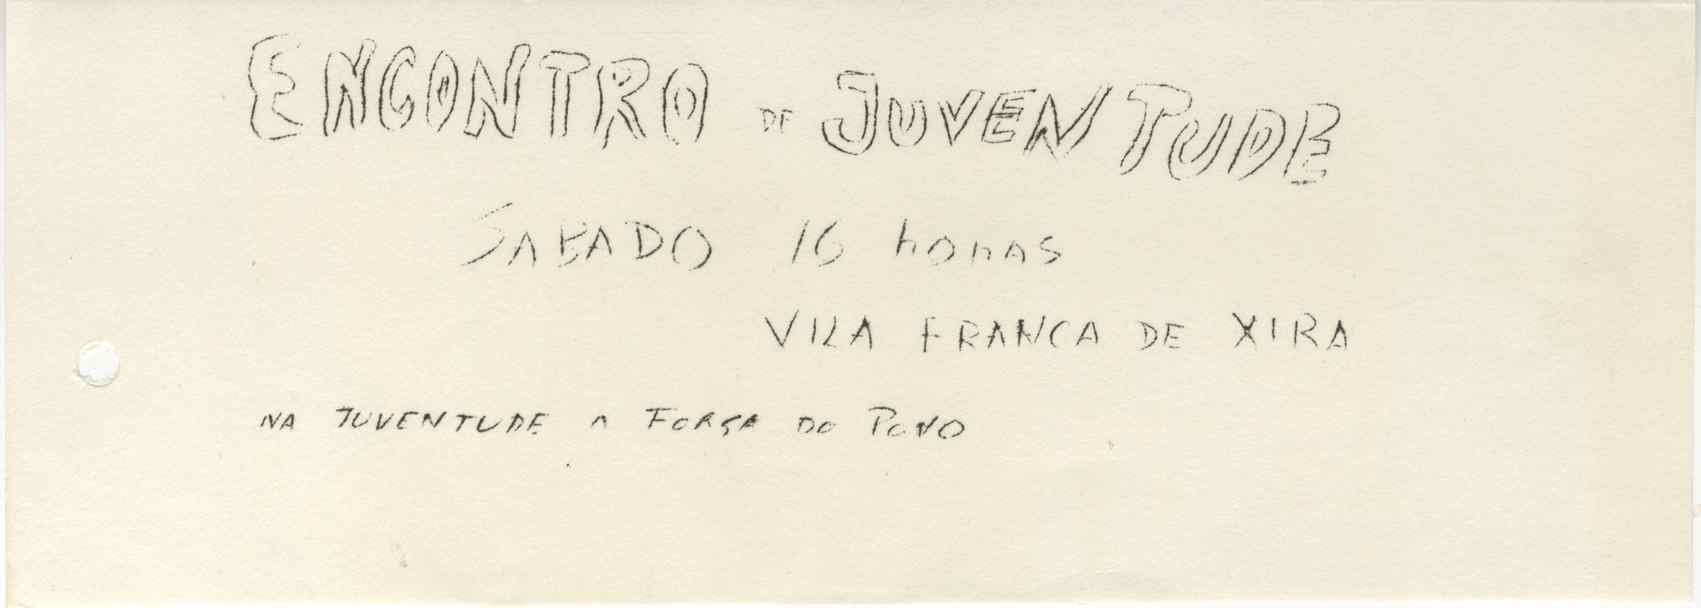 ENCONTRO DE JUVENTUDE
SABADO 16 horas
VILA FRANCA DE XIRA
NA JUVENTUDE A FORÇA DO POVO